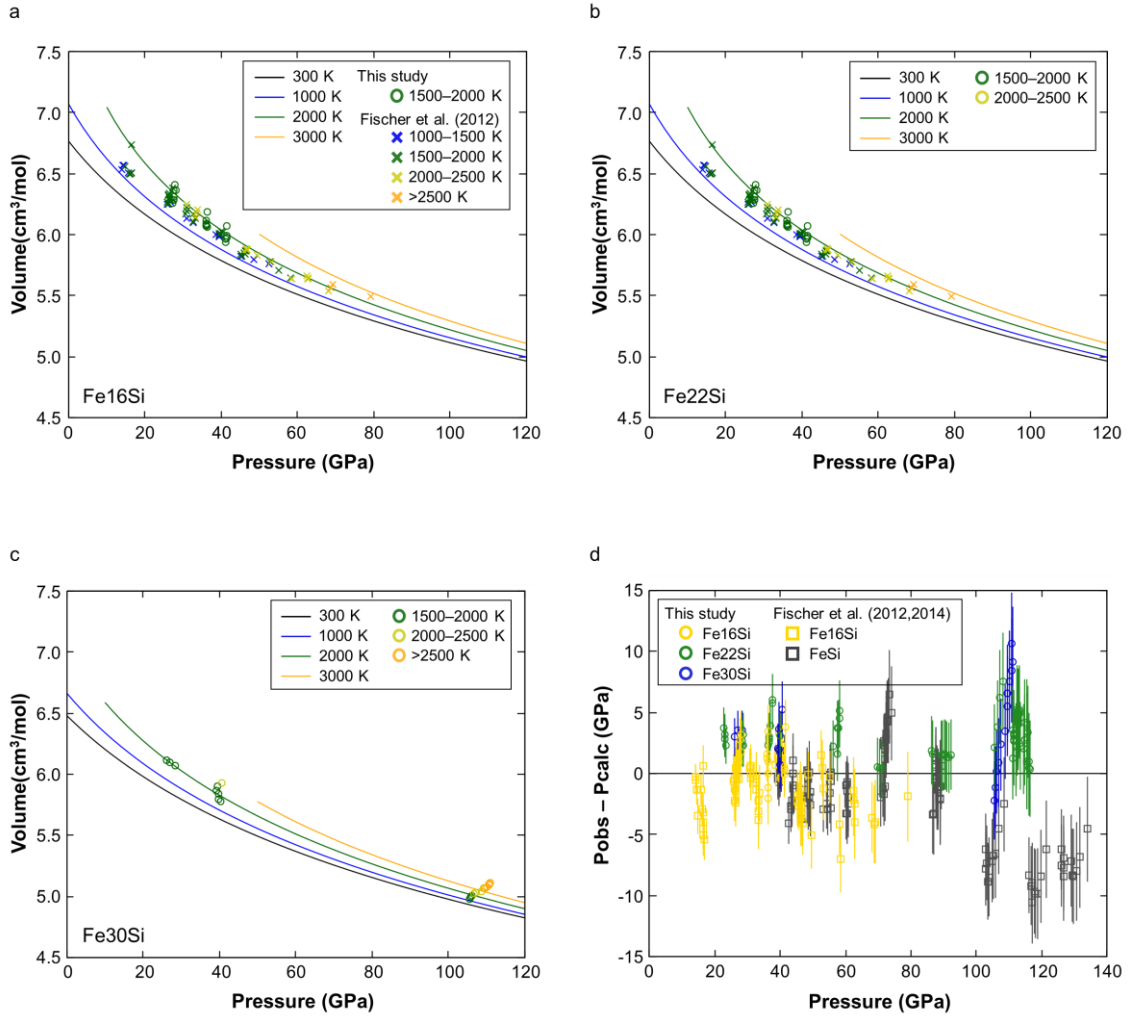 a
7.5
7.0
6.5
6.0
5.5
5.0
4.5
Volume(cm³/mol)
300 K
1000 K
2000 K
3000 K
This study
1500–2000 K
Fischer et al. (2012)
1000–1500 K
1500–2000 K
2000–2500 K
>2500 K
Fe16Si
0 20 40 60 80 100 120
Pressure (GPa)
b
7.5
7.0
6.5
6.0
5.5
5.0
4.5
Volume(cm³/mol)
300 K
1000 K
2000 K
3000 K
1500–2000 K
2000–2500 K
Fe22Si
0 20 40 60 80 100 120
Pressure (GPa)
c
7.5
7.0
6.5
6.0
5.5
5.0
4.5
Volume(cm³/mol)
300 K
1000 K
2000 K
3000 K
1500–2000 K
2000–2500 K
>2500 K
Fe30Si
0 20 40 60 80 100 120
Pressure (GPa)
d
15
10
5
0
-5
-10
-15
Pobs – Pcalc (GPa)
This study
Fe16Si
Fe22Si
Fe30Si
Fischer et al. (2012,2014)
Fe16Si
FeSi
0 20 40 60 80 100 120 140
Pressure (GPa)